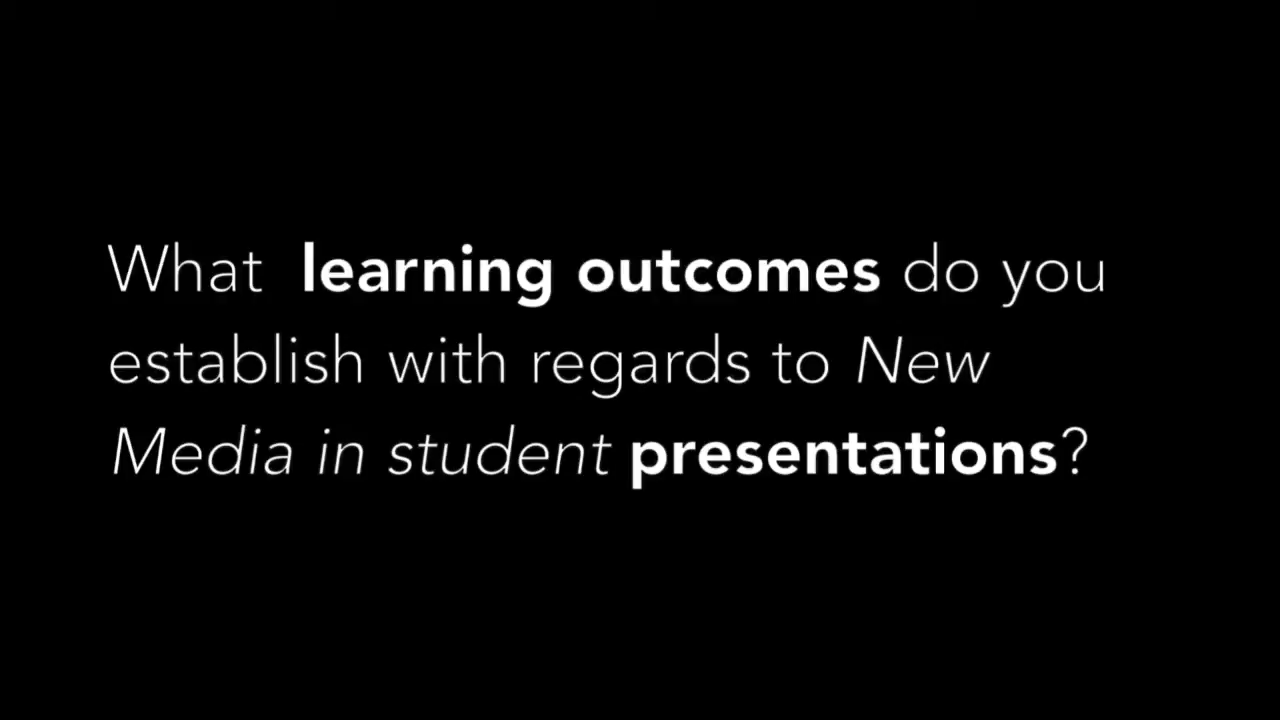 What learning outcomes do you
establish with regards to New
Media in student presentations?